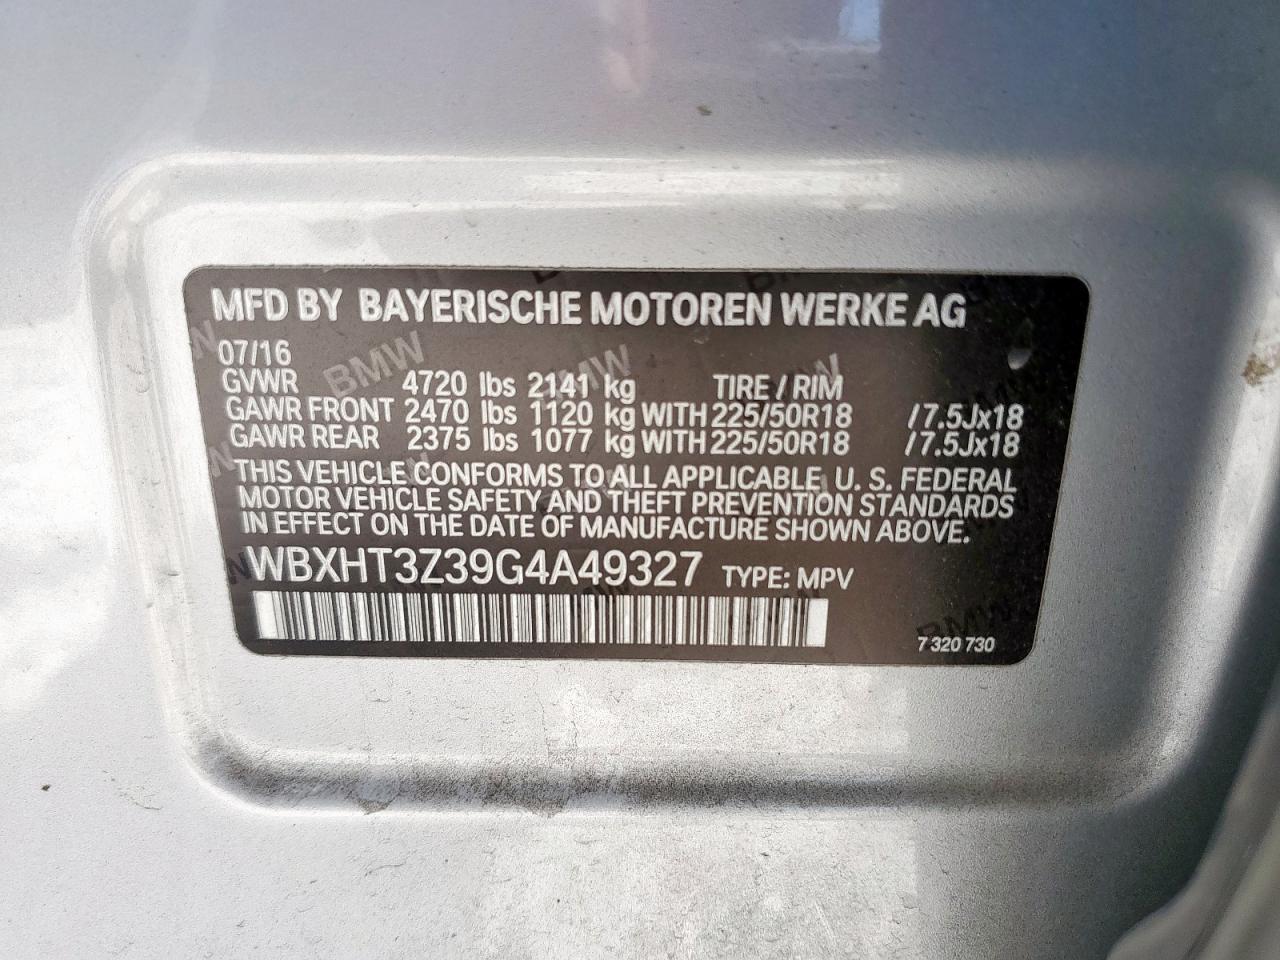 MFD BY BAYERISCHE MOTOREN WERKE AG
07/16
GVWR 4720 lbs 2141 kg TIRE / RIM
GAWR FRONT 2470 lbs 1120 kg WITH 225/50R18 /7.5Jx18
GAWR REAR 2375 lbs 1077 kg WITH 225/50R18 /7.5Jx18
THIS VEHICLE CONFORMS TO ALL APPLICABLE U. S. FEDERAL
MOTOR VEHICLE SAFETY AND THEFT PREVENTION STANDARDS
IN EFFECT ON THE DATE OF MANUFACTURE SHOWN ABOVE.
WBXHT3Z39G4A49327 TYPE: MPV
7 320 730